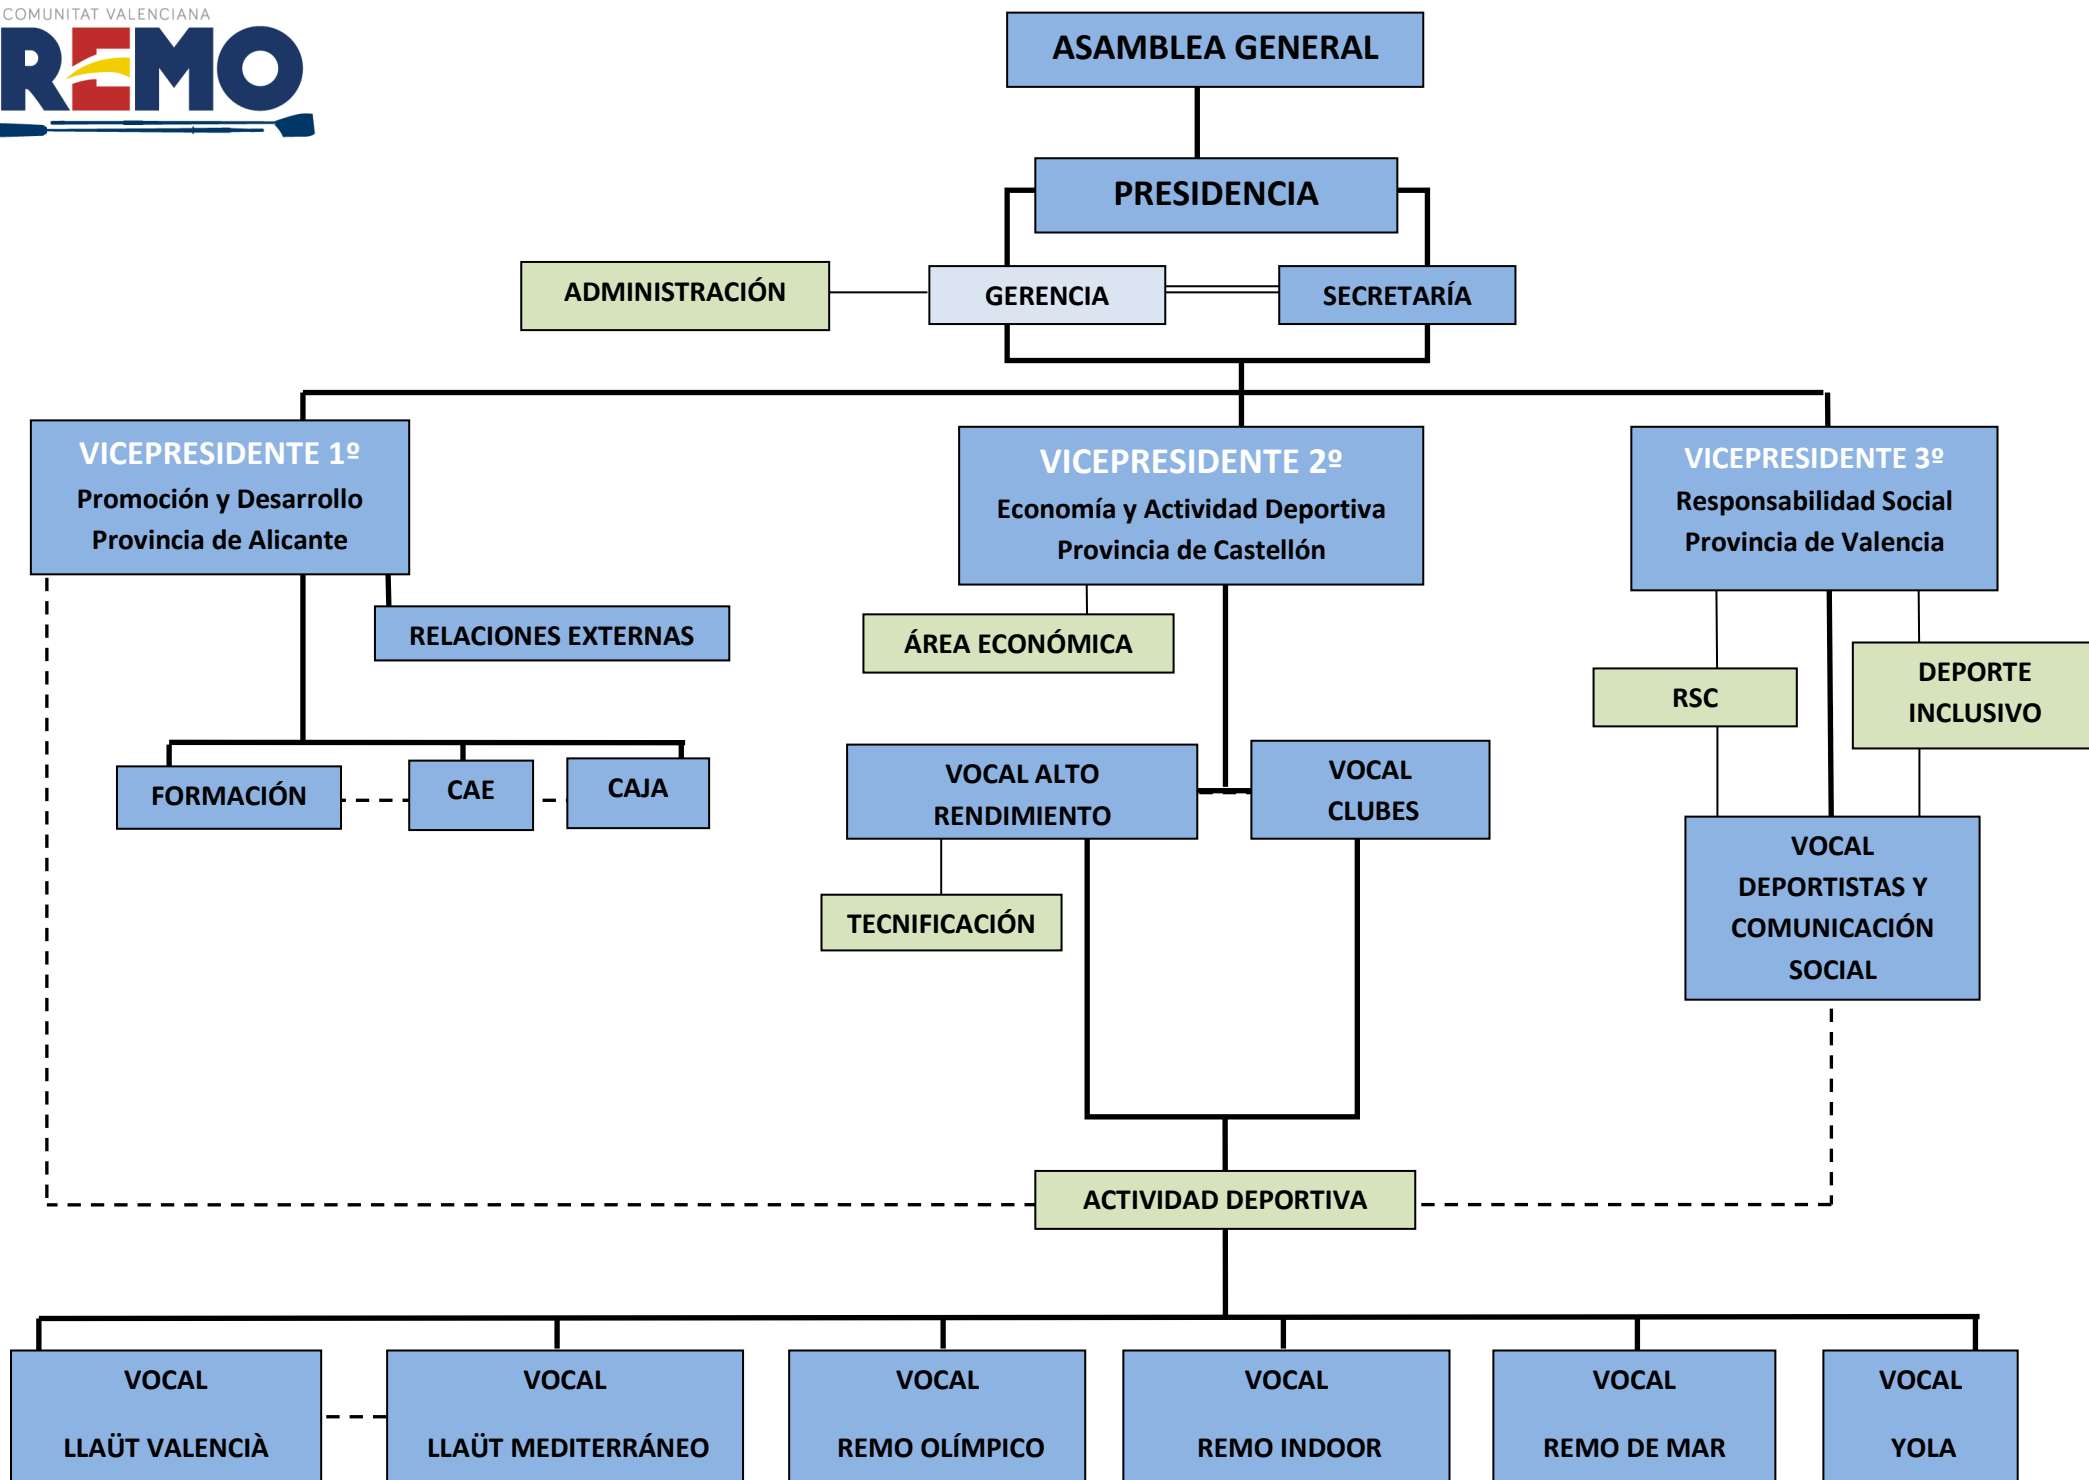 COMUNITAT VALENCIANA
REMO
ASAMBLEA GENERAL
PRESIDENCIA
ADMINISTRACIÓN
GERENCIA
SECRETARÍA
VICEPRESIDENTE 1º
Promoción y Desarrollo
Provincia de Alicante
VICEPRESIDENTE 2º
Economía y Actividad Deportiva
Provincia de Castellón
VICEPRESIDENTE 3º
Responsabilidad Social
Provincia de Valencia
RELACIONES EXTERNAS
ÁREA ECONÓMICA
RSC
DEPORTE
INCLUSIVO
FORMACIÓN
CAE
CAJA
VOCAL ALTO
RENDIMIENTO
VOCAL
CLUBES
TECNIFICACIÓN
VOCAL
DEPORTISTAS Y
COMUNICACIÓN
SOCIAL
ACTIVIDAD DEPORTIVA
VOCAL
LLAÜT VALENCIÀ
VOCAL
LLAÜT MEDITERRÁNEO
VOCAL
REMO OLÍMPICO
VOCAL
REMO INDOOR
VOCAL
REMO DE MAR
VOCAL
YOLA